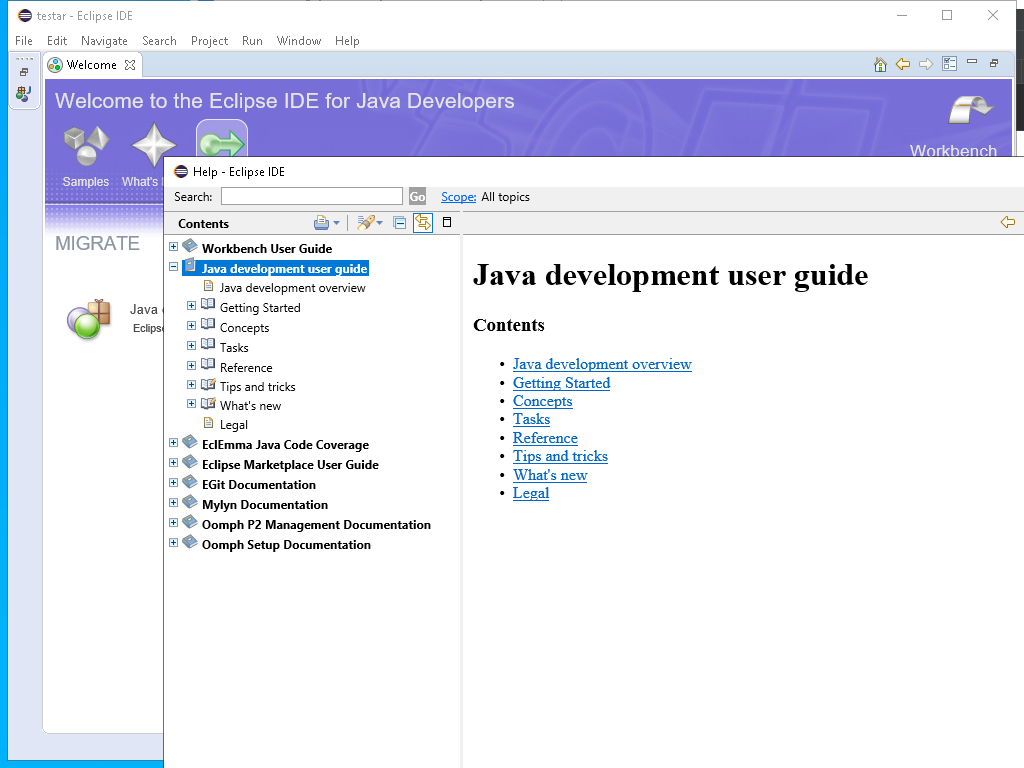 testar - Eclipse IDE
File Edit Navigate Search Project Run Window Help
Welcome
Welcome to the Eclipse IDE for Java Developers
Workbench
Samples What's
MIGRATE
Java
Eclipse
Help - Eclipse IDE
Search: Go Scope: All topics
Contents
Workbench User Guide
Java development user guide
Java development overview
Getting Started
Concepts
Tasks
Reference
Tips and tricks
What's new
Legal
EclEmma Java Code Coverage
Eclipse Marketplace User Guide
EGit Documentation
Mylyn Documentation
Oomph P2 Management Documentation
Oomph Setup Documentation
Java development user guide
Contents
Java development overview
Getting Started
Concepts
Tasks
Reference
Tips and tricks
What's new
Legal